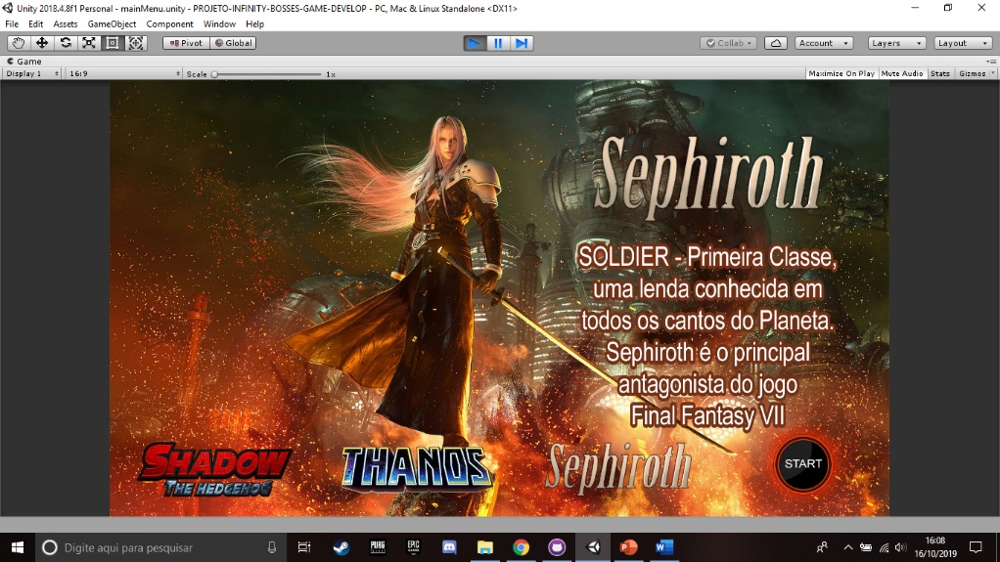 Unity 2018.4.8f1 Personal - mainMenu.unity - PROJETO-INFINITY-BOSSES-GAME-DEVELOP - PC, Mac & Linux Standalone <DX11>
File Edit Assets GameObject Component Window Help
Pivot Global Collab Account Layers Layout
Game
Display 1 16:9 Scale 1x Maximize On Play Mute Audio Stats Gizmos
Sephiroth
SOLDIER - Primeira Classe,
uma lenda conhecida em
todos os cantos do Planeta.
Sephiroth é o principal
antagonista do jogo
Final Fantasy VII
SHADOW
THE HEDGEHOG
THANOS
Sephiroth
START
Digite aqui para pesquisar
PUBG
EPIC
GAMES
16:08
16/10/2019